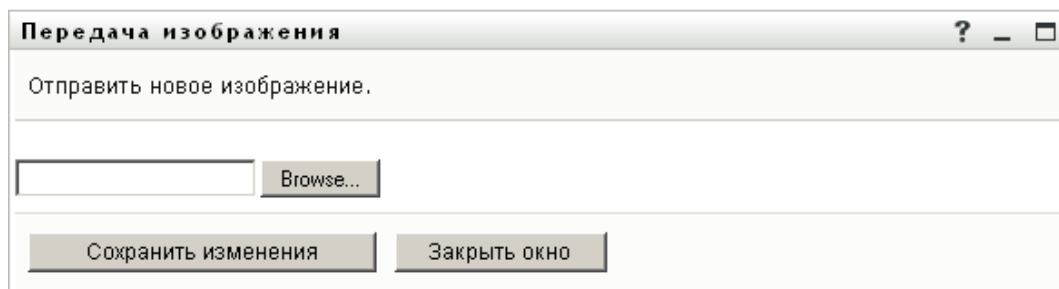 Передача изображения ?
Отправить новое изображение.
Browse...
Сохранить изменения Закрыть окно